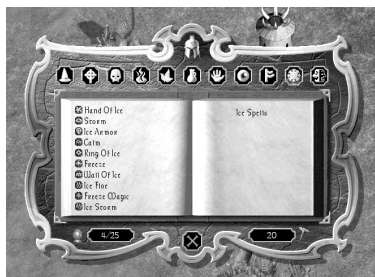 Hand Of Ice
Storm
Ice Armor
Calm
Ring Of Ice
Freeze
Wall Of Ice
Ice Fire
Freeze Magic
Ice Storm
Ice Spells
4/25
20